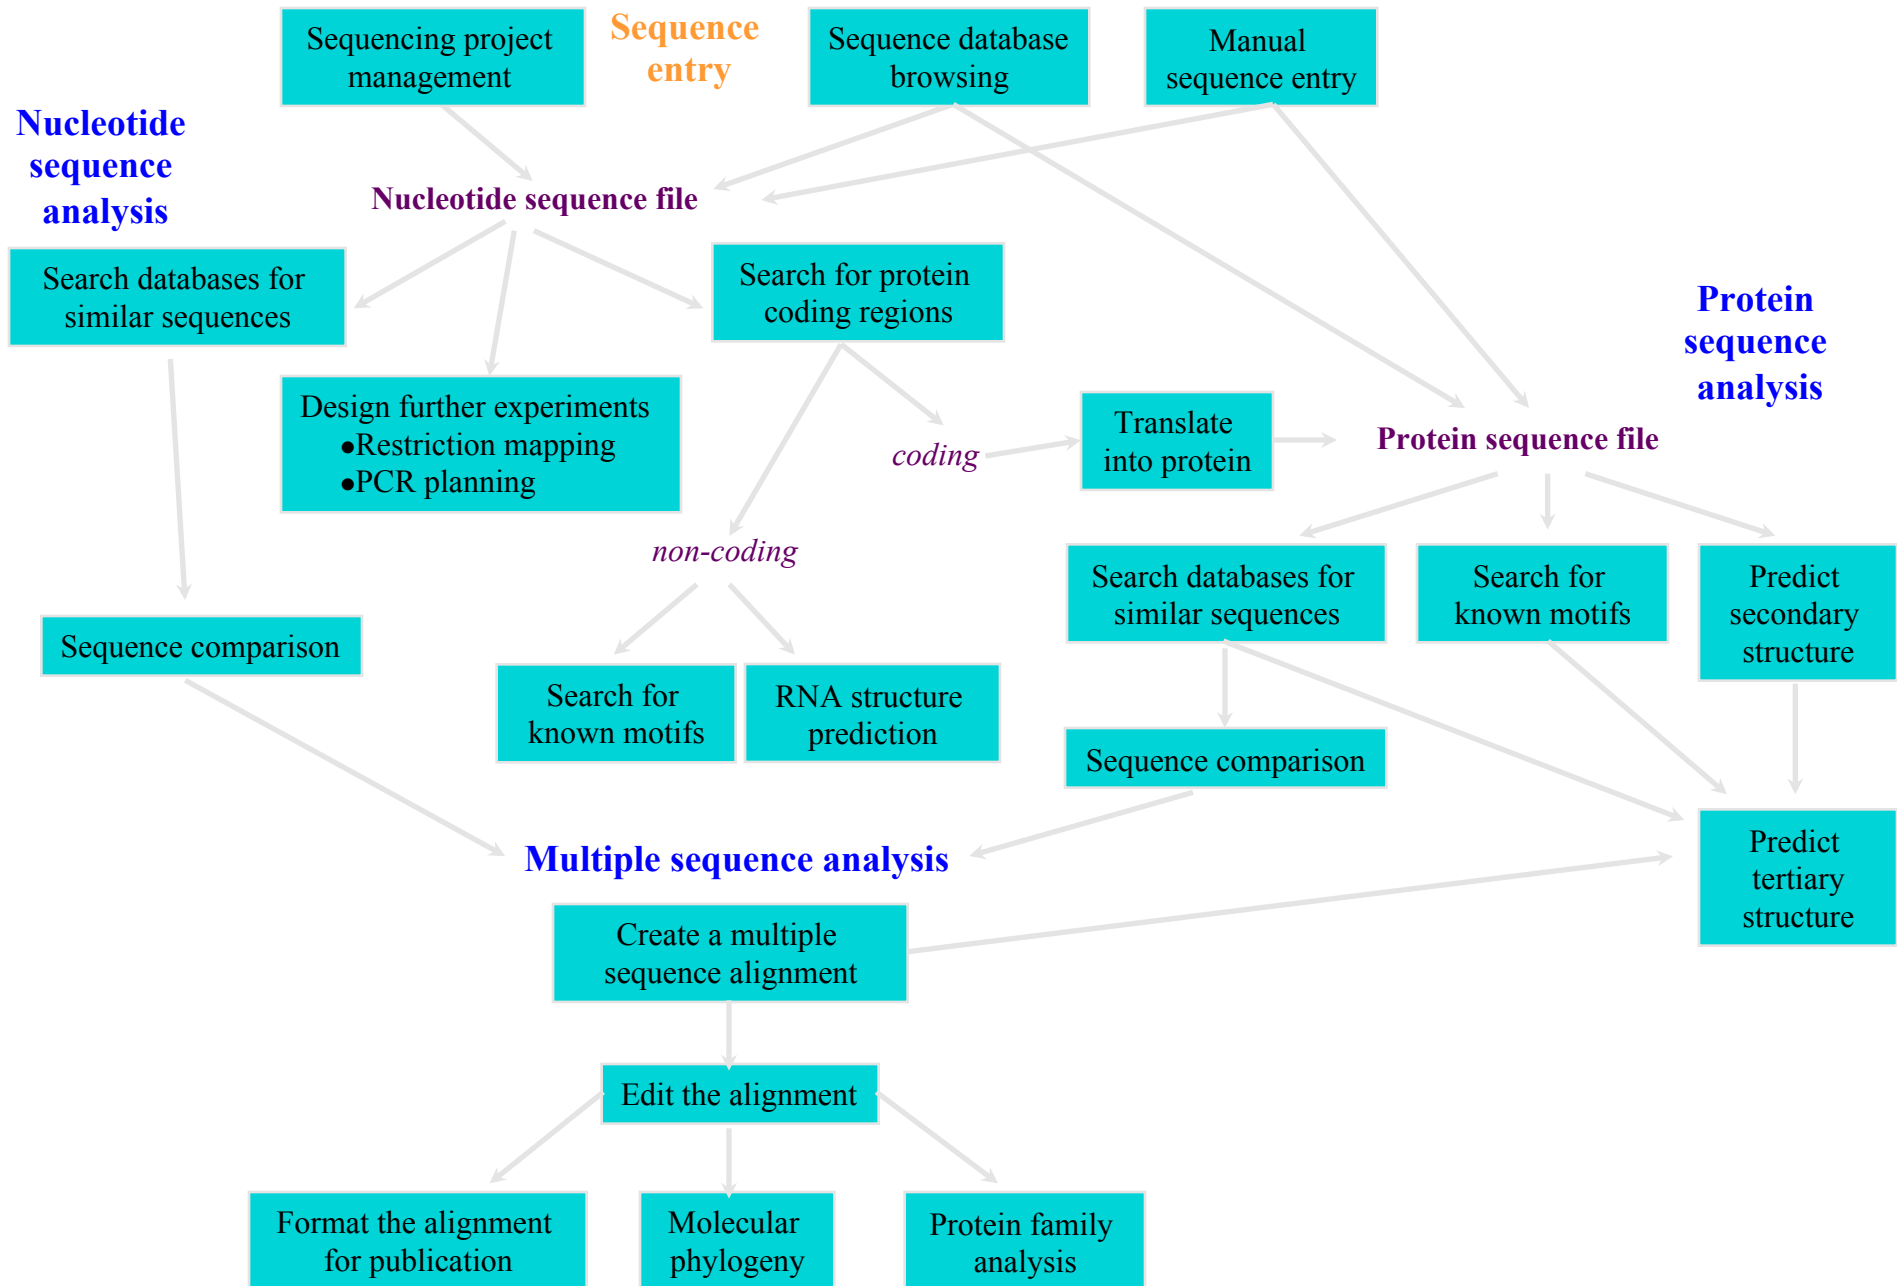 Sequencing project
management
Sequence
entry
Sequence database
browsing
Manual
sequence entry
Nucleotide
sequence
analysis
Nucleotide sequence file
Search databases for
similar sequences
Search for protein
coding regions
Protein
sequence
analysis
Design further experiments
●Restriction mapping
●PCR planning
coding
Translate
into protein
Protein sequence file
non-coding
Search databases for
similar sequences
Search for
known motifs
Predict
secondary
structure
Sequence comparison
Search for
known motifs
RNA structure
prediction
Sequence comparison
Multiple sequence analysis
Predict
tertiary
structure
Create a multiple
sequence alignment
Edit the alignment
Format the alignment
for publication
Molecular
phylogeny
Protein family
analysis